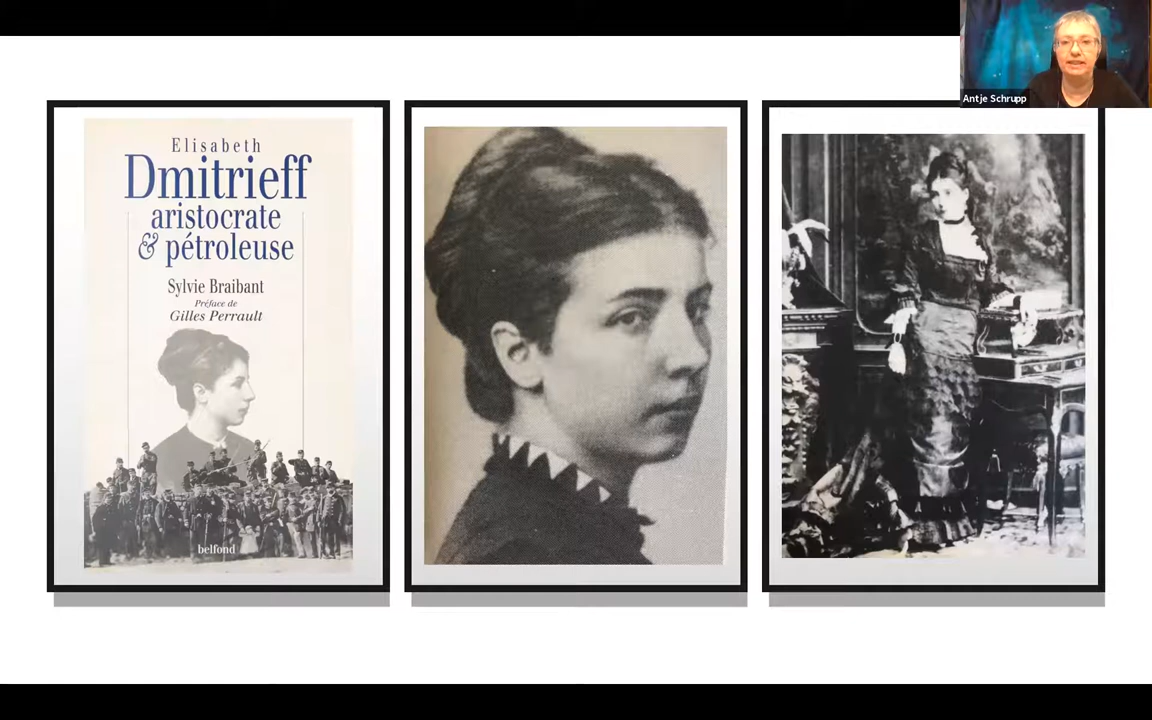 Elisabeth
Dmitrieff
aristocrate
& pétroleuse
Sylvie Braibant
Préface de
Gilles Perrault
belfond
Antje Schrupp